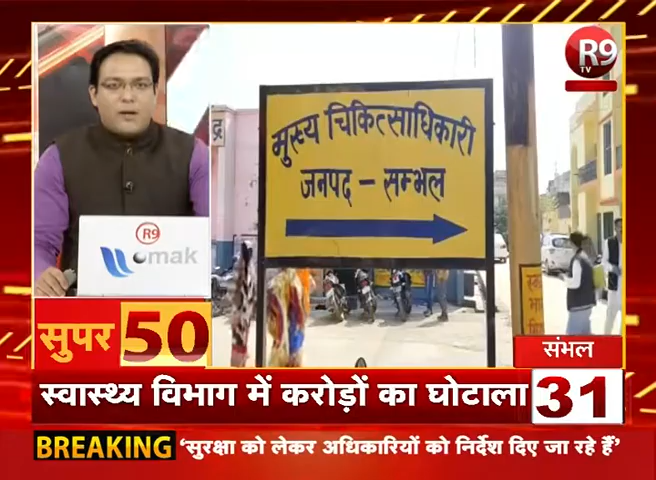 R9
TV
द्र
मुख्य चिकित्साधिकारी
जनपद - सम्भल
R9
omak
सुपर 50
संभल
स्वास्थ्य विभाग में करोड़ों का घोटाला 31
BREAKING 'सुरक्षा को लेकर अधिकारियों को निर्देश दिए जा रहे हैं'